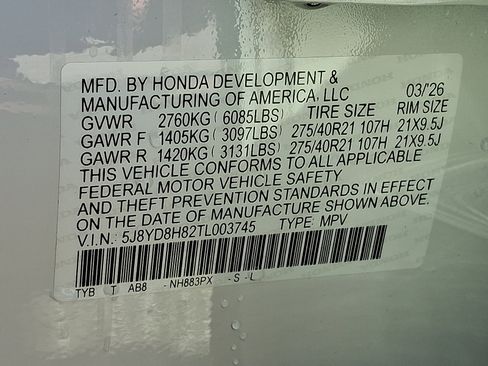 MFD. BY HONDA DEVELOPMENT &
MANUFACTURING OF AMERICA, LLC 03/'26
GVWR 2760KG ( 6085LBS) TIRE SIZE RIM SIZE
GAWR F 1405KG ( 3097LBS) 275/40R21 107H 21X9.5J
GAWR R 1420KG ( 3131LBS) 275/40R21 107H 21X9.5J
THIS VEHICLE CONFORMS TO ALL APPLICABLE
FEDERAL MOTOR VEHICLE SAFETY
AND THEFT PREVENTION STANDARDS IN EFFECT
ON THE DATE OF MANUFACTURE SHOWN ABOVE.
V.I.N.: 5J8YD8H82TL003745 TYPE: MPV
TYB T AB8 - NH883PX - S - L